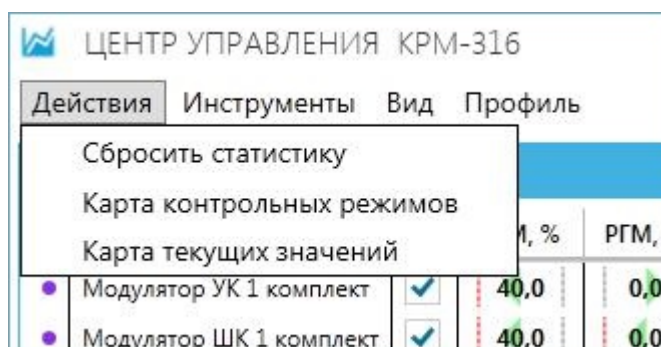 ЦЕНТР УПРАВЛЕНИЯ КРМ-316
Действия Инструменты Вид Профиль
Сбросить статистику
Карта контрольных режимов
Карта текущих значений
М, % РГМ,
Модулятор УК 1 комплект 40,0 0,0
Модулятор ШК 1 комплект 40,0 0,0